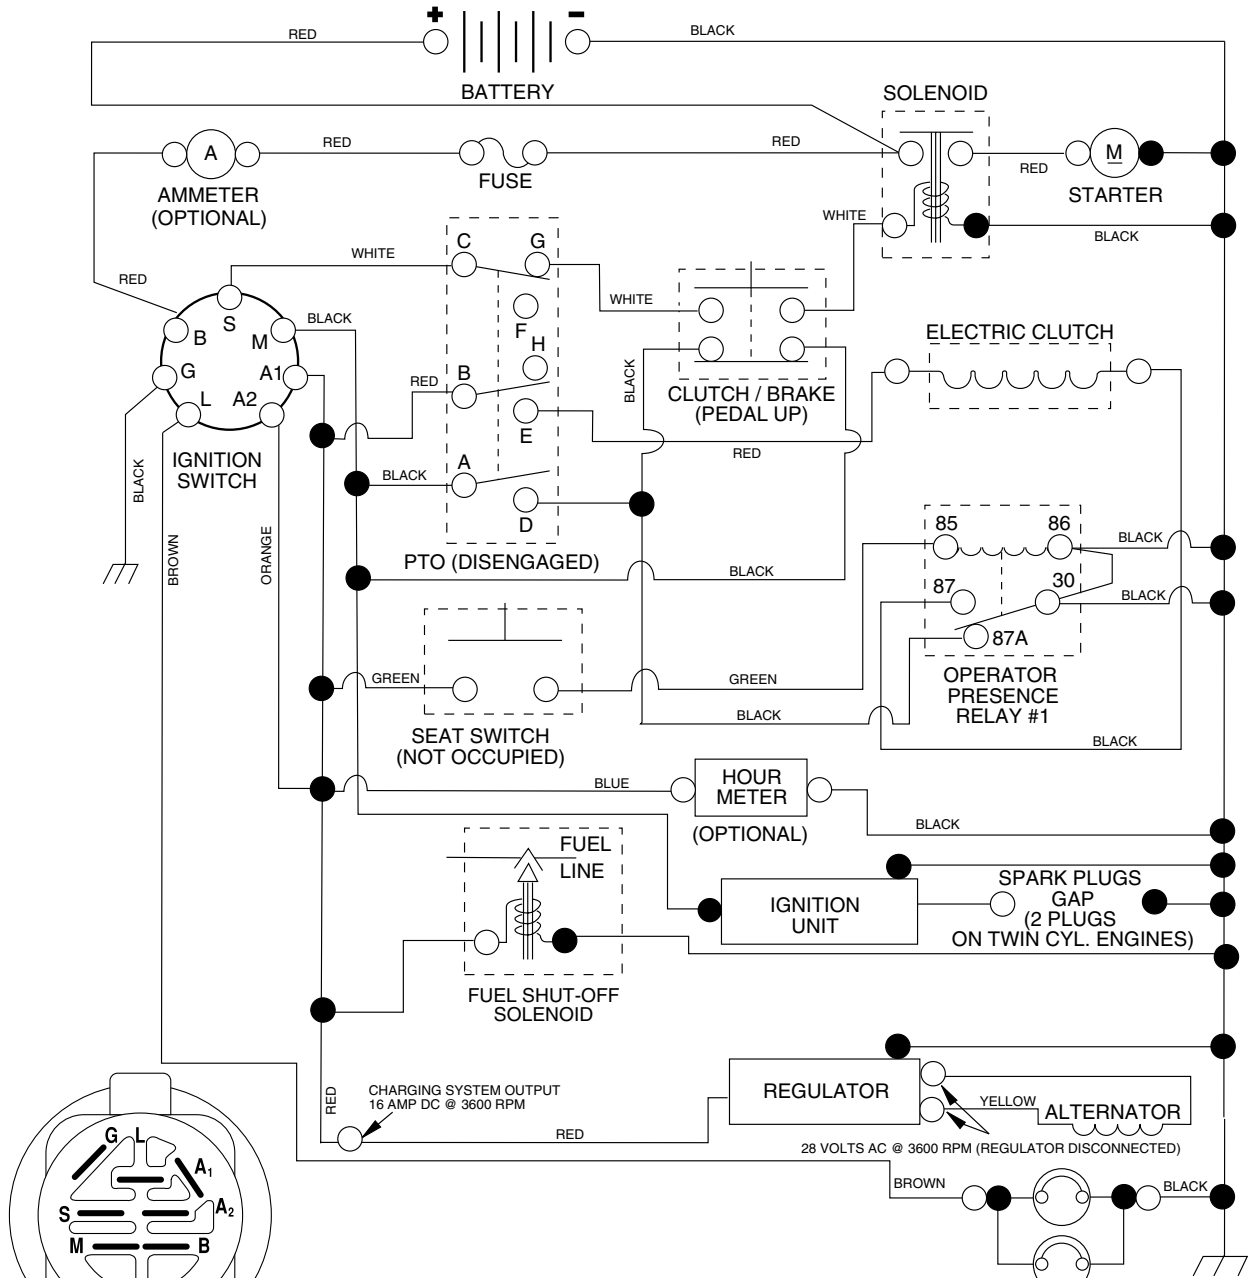 + −
RED
BLACK
BATTERY
SOLENOID
A
RED
RED
M
RED
AMMETER
(OPTIONAL)
FUSE
STARTER
WHITE
BLACK
C G
WHITE
RED
WHITE
F
S
B
M
BLACK
H
ELECTRIC CLUTCH
G
A1
B
RED
L
A2
BLACK
CLUTCH / BRAKE
(PEDAL UP)
E
RED
IGNITION
SWITCH
A
BLACK
BLACK
D
85 86
BLACK
BROWN
ORANGE
PTO (DISENGAGED)
BLACK
87 30
BLACK
87A
GREEN
GREEN
OPERATOR
PRESENCE
RELAY #1
BLACK
SEAT SWITCH
(NOT OCCUPIED)
BLACK
BLUE
HOUR
METER
(OPTIONAL)
BLACK
FUEL
LINE
IGNITION
UNIT
SPARK PLUGS
GAP
(2 PLUGS
ON TWIN CYL. ENGINES)
FUEL SHUT-OFF
SOLENOID
RED
CHARGING SYSTEM OUTPUT
16 AMP DC @ 3600 RPM
REGULATOR
YELLOW
ALTERNATOR
RED
28 VOLTS AC @ 3600 RPM (REGULATOR DISCONNECTED)
G L
A1
A2
S
M B
BROWN
BLACK